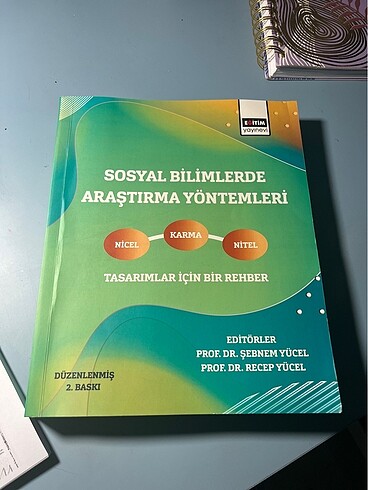 EĞİTİM
yayınevi
SOSYAL BİLİMLERDE
ARAŞTIRMA YÖNTEMLERİ
NİCEL
KARMA
NİTEL
TASARIMLAR İÇİN BİR REHBER
EDİTÖRLER
PROF. DR. ŞEBNEM YÜCEL
PROF. DR. RECEP YÜCEL
DÜZENLENMİŞ
2. BASKI